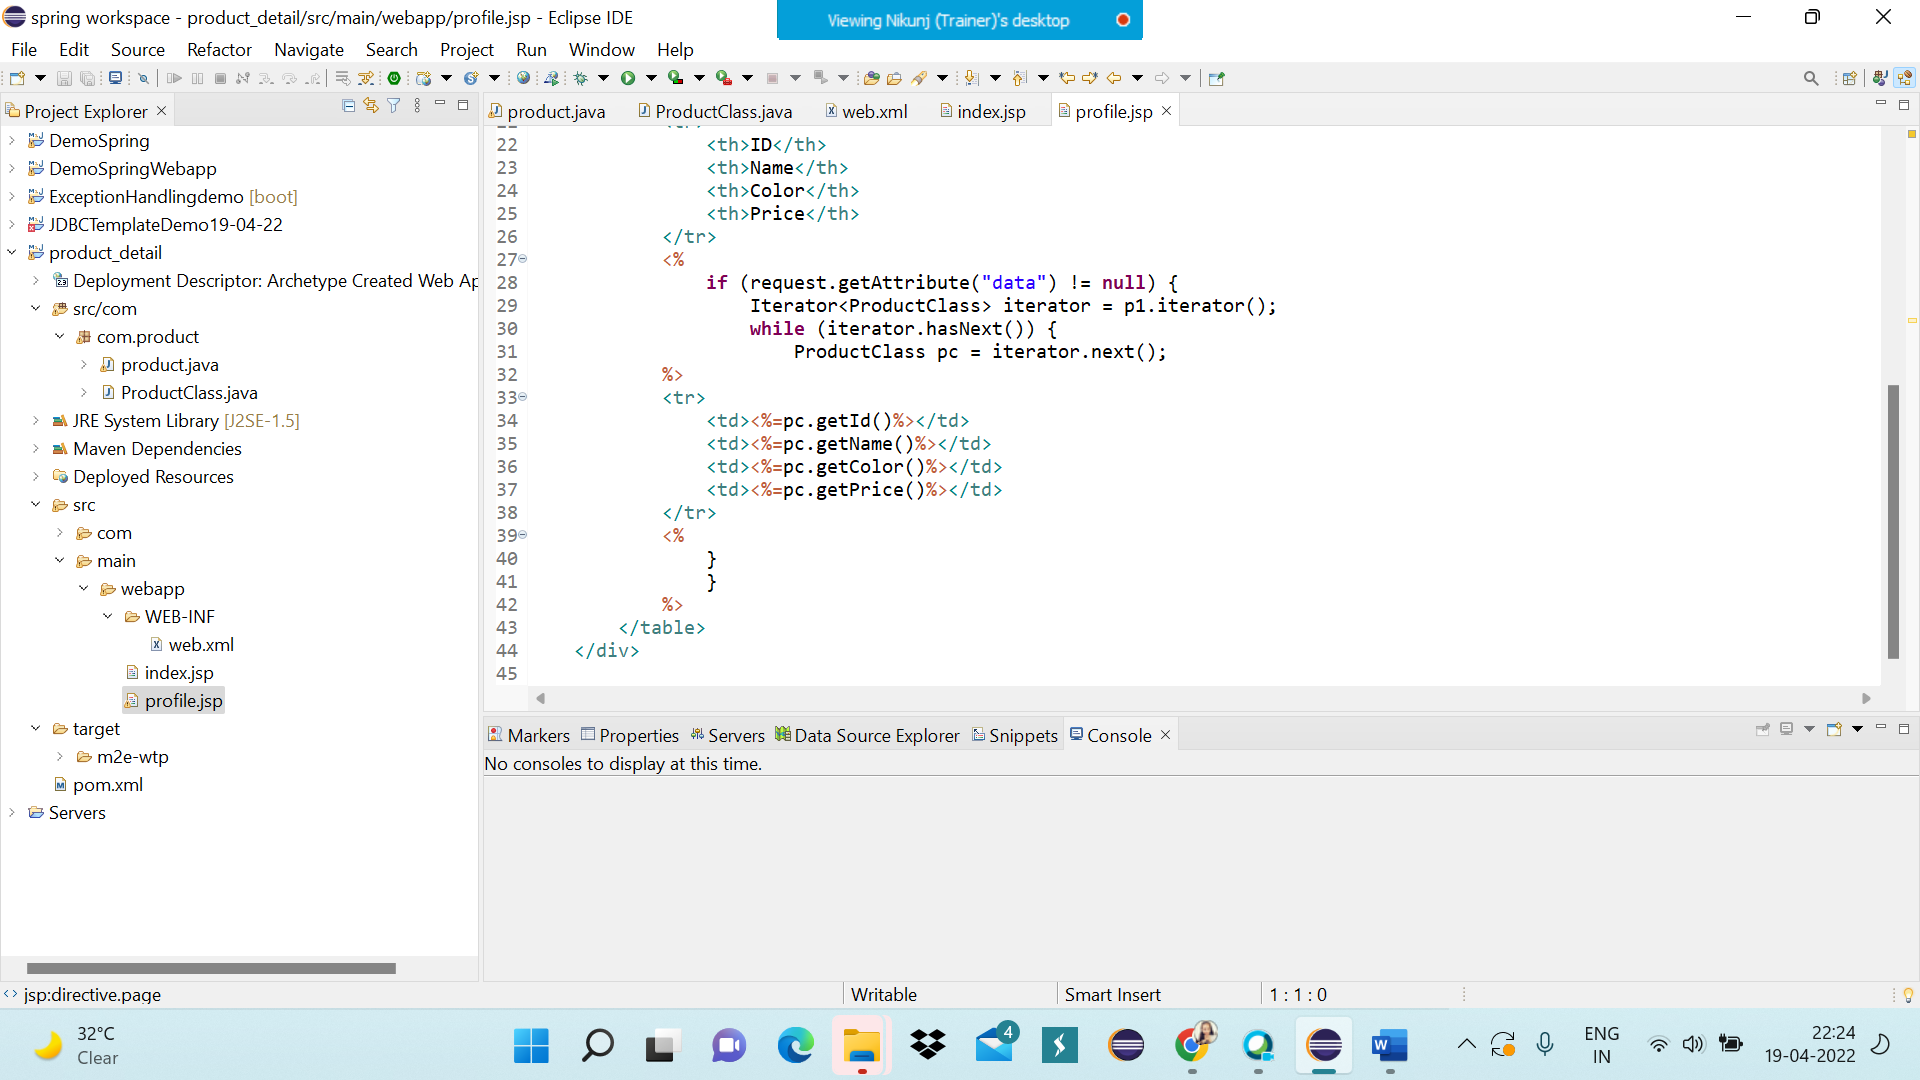 spring workspace - product_detail/src/main/webapp/profile.jsp - Eclipse IDE
Viewing Nikunj (Trainer)'s desktop
File Edit Source Refactor Navigate Search Project Run Window Help
Project Explorer
DemoSpring
DemoSpringWebapp
ExceptionHandlingdemo [boot]
JDBCTemplateDemo19-04-22
product_detail
Deployment Descriptor: Archetype Created Web Ap
src/com
com.product
product.java
ProductClass.java
JRE System Library [J2SE-1.5]
Maven Dependencies
Deployed Resources
src
com
main
webapp
WEB-INF
web.xml
index.jsp
profile.jsp
target
m2e-wtp
pom.xml
Servers
product.java ProductClass.java web.xml index.jsp profile.jsp
22 <th>ID</th>
23 <th>Name</th>
24 <th>Color</th>
25 <th>Price</th>
26 </tr>
27 <%
28 if (request.getAttribute("data") != null) {
29 Iterator<ProductClass> iterator = p1.iterator();
30 while (iterator.hasNext()) {
31 ProductClass pc = iterator.next();
32 %>
33 <tr>
34 <td><%=pc.getId()%></td>
35 <td><%=pc.getName()%></td>
36 <td><%=pc.getColor()%></td>
37 <td><%=pc.getPrice()%></td>
38 </tr>
39 <%
40 }
41 }
42 %>
43 </table>
44 </div>
45
Markers Properties Servers Data Source Explorer Snippets Console
No consoles to display at this time.
jsp:directive.page Writable Smart Insert 1 : 1 : 0
32°C
Clear
4
ENG
IN
22:24
19-04-2022